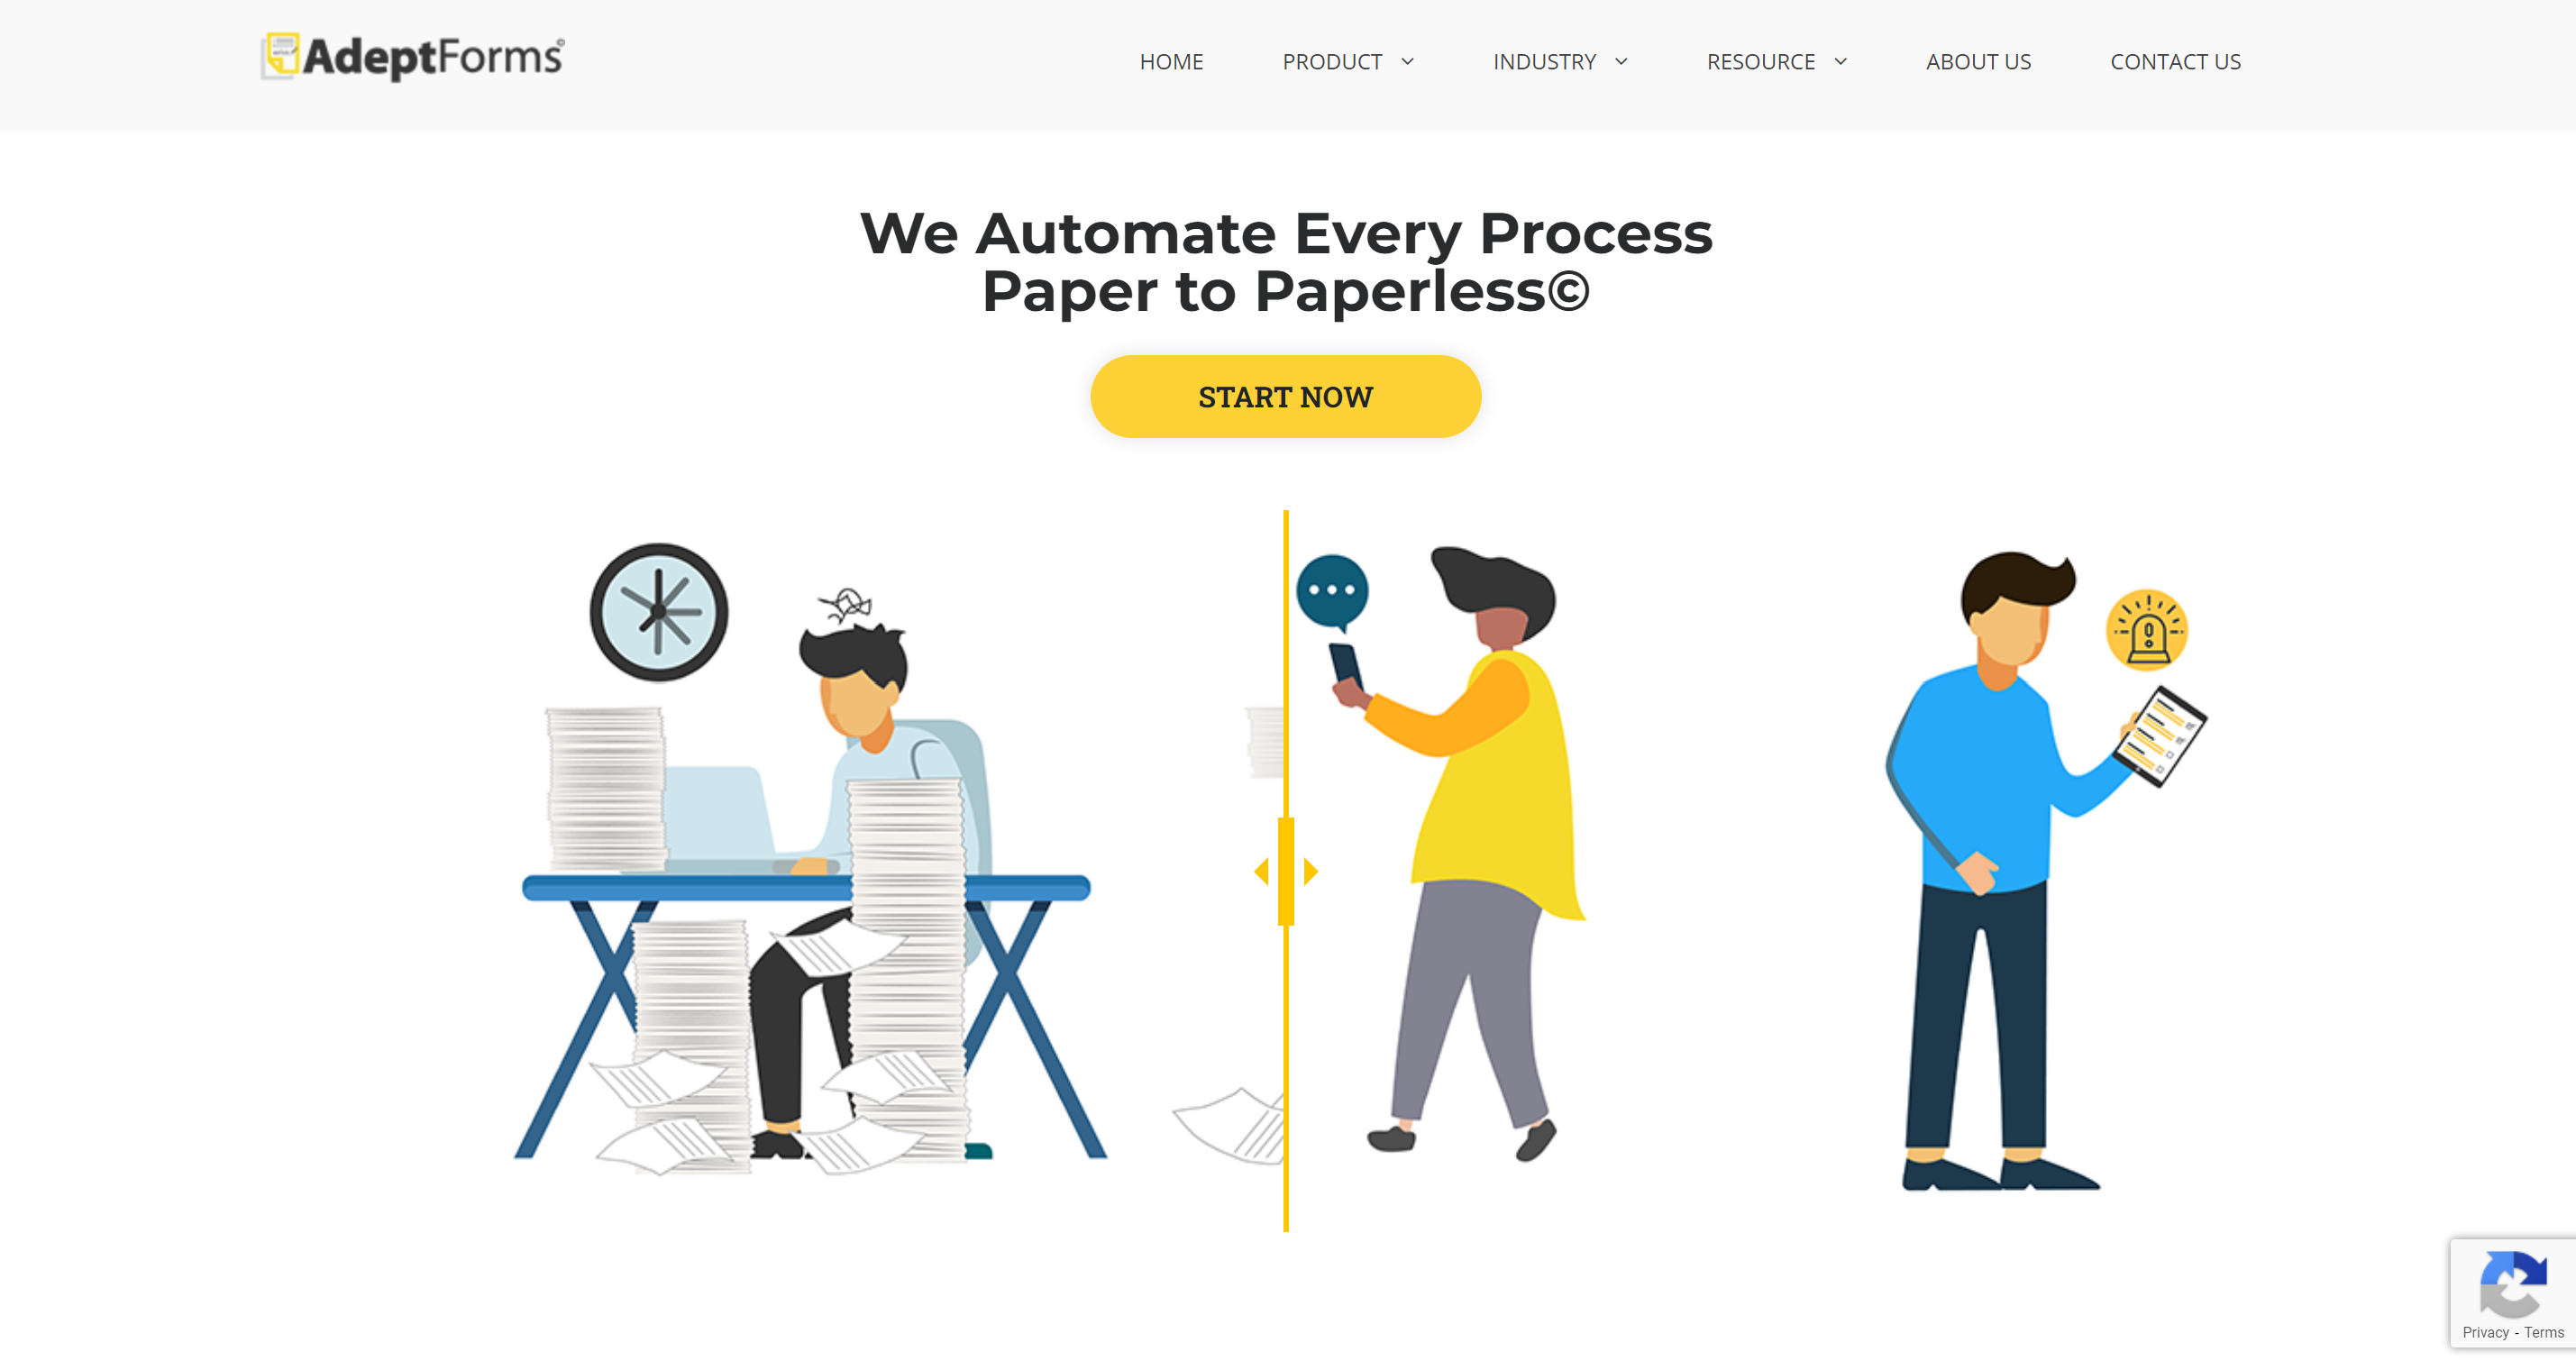 AdeptForms©
HOME
PRODUCT
INDUSTRY
RESOURCE
ABOUT US
CONTACT US
We Automate Every Process
Paper to Paperless©
START NOW
Privacy - Terms